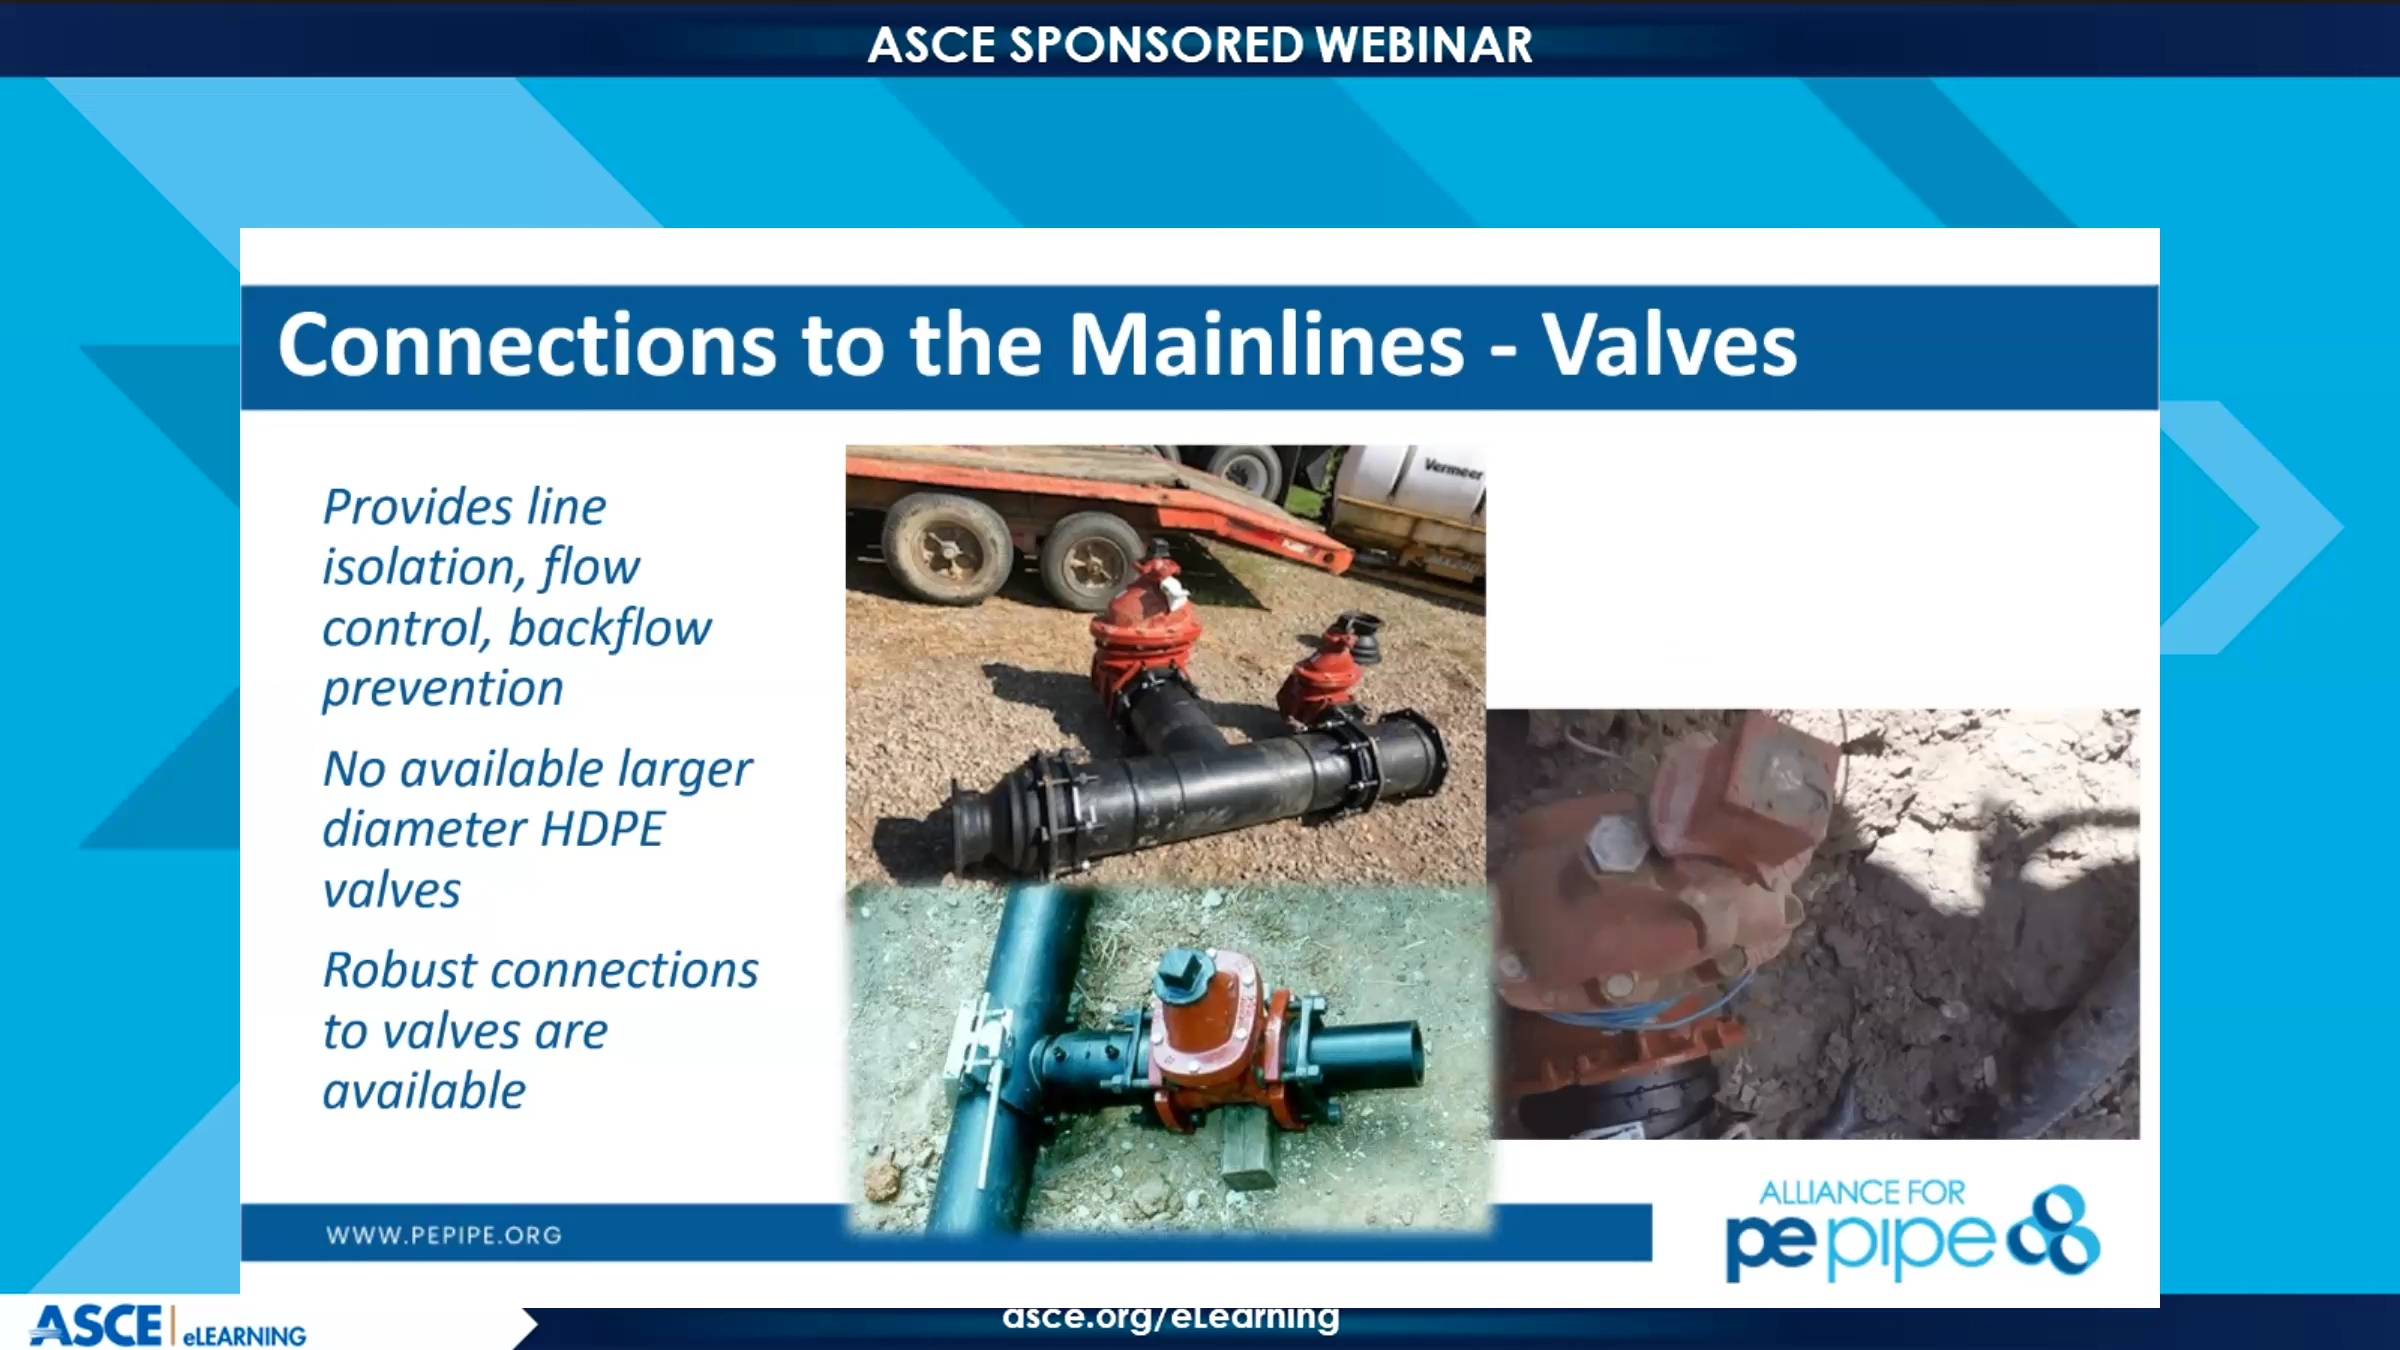 ASCE SPONSORED WEBINAR
Connections to the Mainlines - Valves
Provides line
isolation, flow
control, backflow
prevention
No available larger
diameter HDPE
valves
Robust connections
to valves are
available
Vermeer
WWW.PEPIPE.ORG
ALLIANCE FOR
pepipe
ASCE eLEARNING
asce.org/eLearning